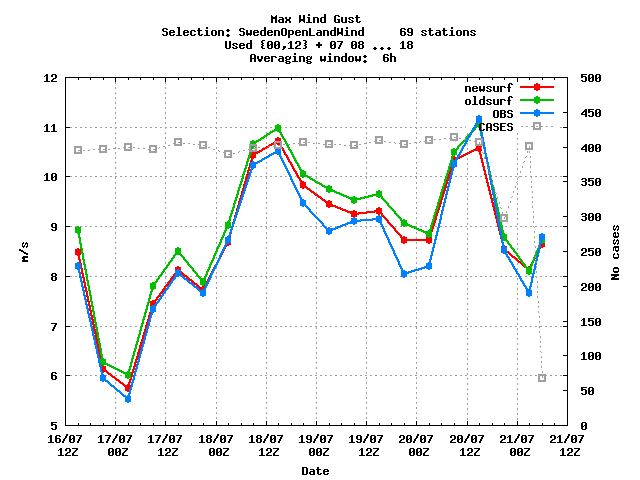 Max Wind Gust
Selection: SwedenOpenLandWind     69 stations
Used {00,12} + 07 08 ... 18
Averaging window:  6h
newsurf
oldsurf
OBS
CASES
12
11
10
9
8
7
6
5
m/s
500
450
400
350
300
250
200
150
100
50
0
No cases
16/07 17/07 17/07 18/07 18/07 19/07 19/07 20/07 20/07 21/07 21/07
12Z 00Z 12Z 00Z 12Z 00Z 12Z 00Z 12Z 00Z 12Z
Date